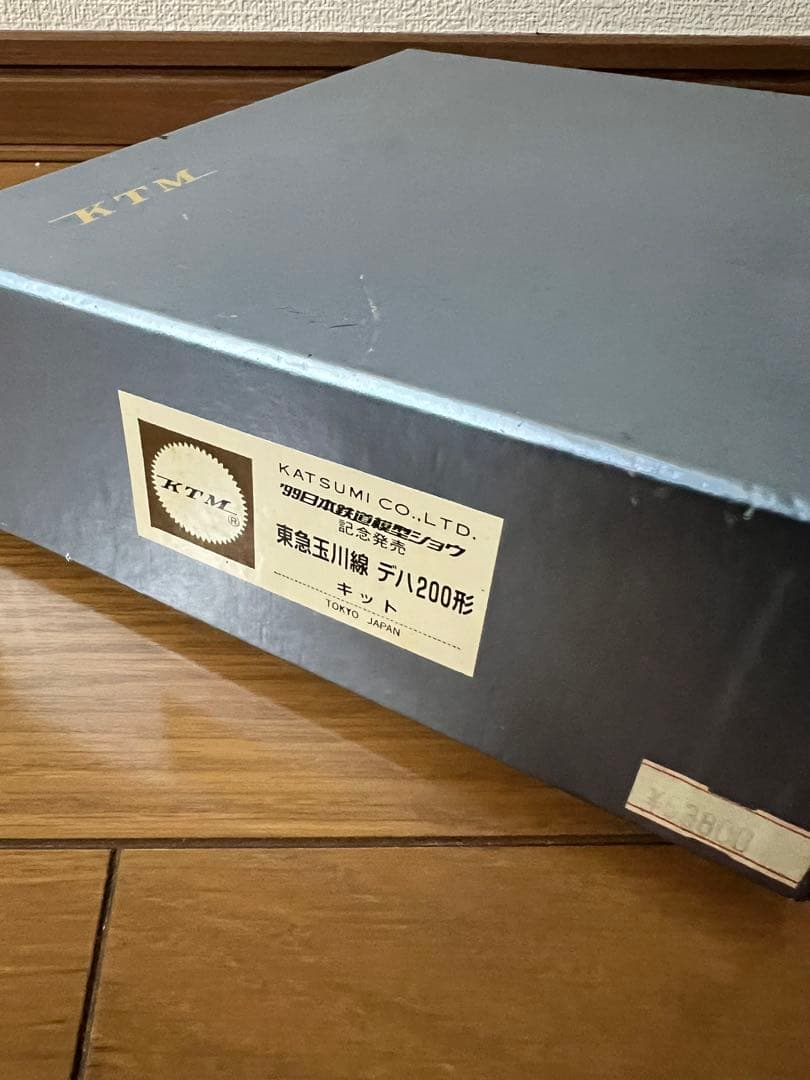 KTM
KTM
®
KATSUMI CO.,LTD.
'99日本鉄道模型ショウ
記念発売
東急玉川線 デハ200形
キット
TOKYO JAPAN